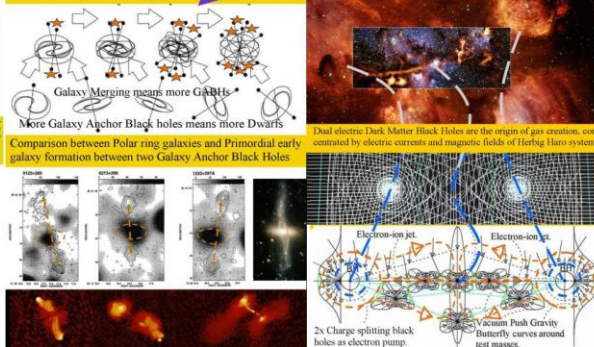 Galaxy Merging means more GABHs
More Galaxy Anchor Black holes means more Dwarfs
Comparison between Polar ring galaxies and Primordial early
galaxy formation between two Galaxy Anchor Black Holes
Dual electric Dark Matter Black Holes are the origin of gas creation, con
centrated by electric currents and magnetic fields of Herbig Haro system
Electron-ion jet.
Electron-ion jet.
2x Charge splitting black
holes as electron pump.
Vacuum Push Gravity
Butterfly curves around
test masses.